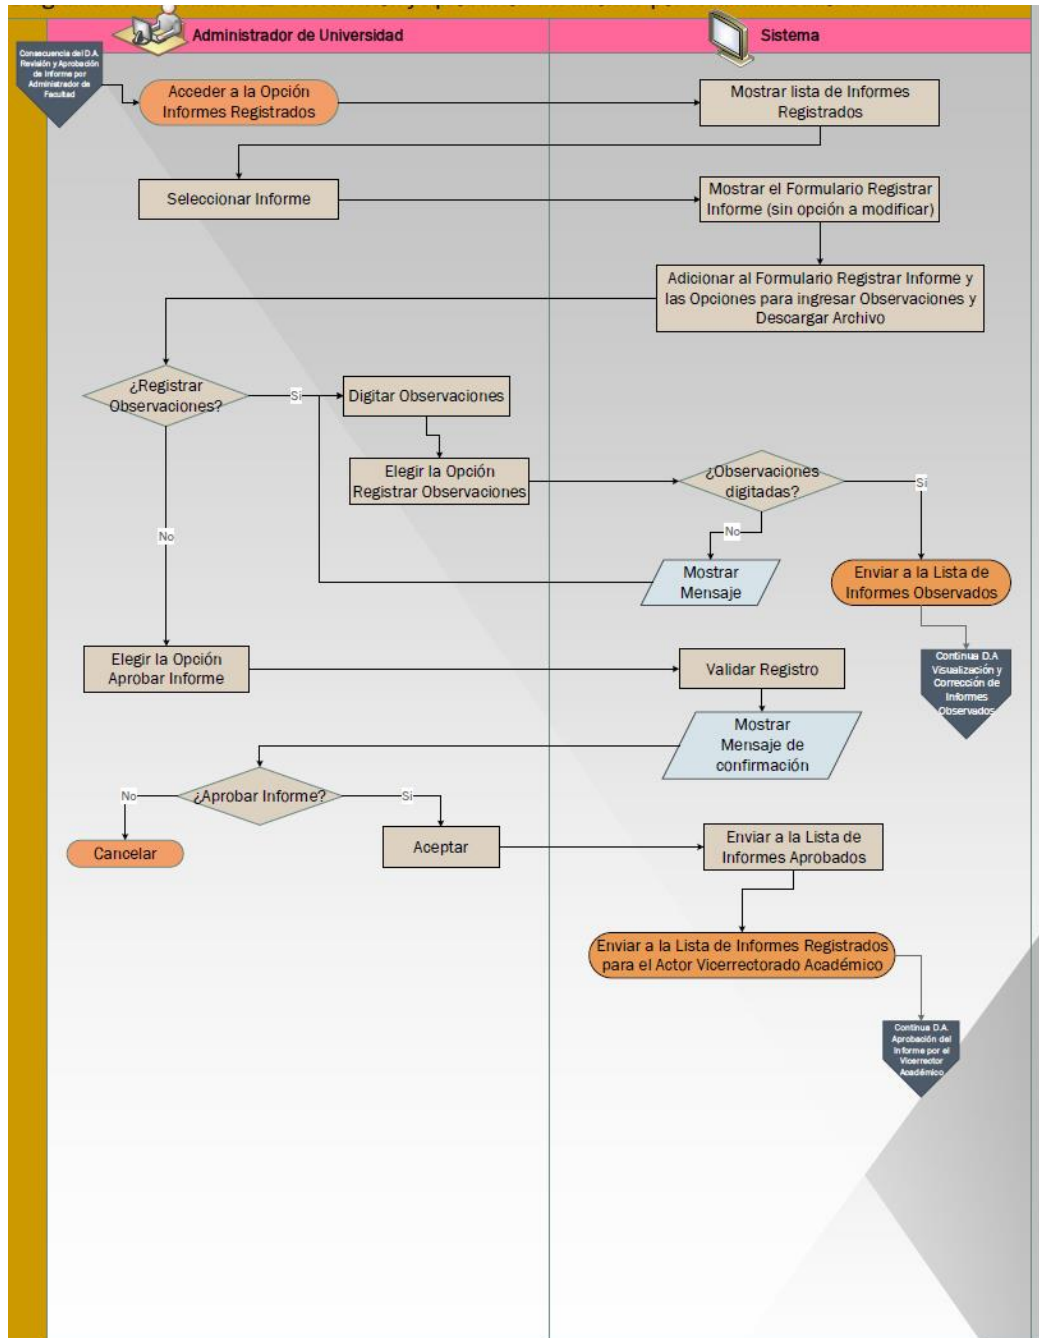 Administrador de Universidad
Sistema
Consecuencia del D.A.
Revisión y Aprobación
de Informe por
Administrador de
Facultad
Acceder a la Opción
Informes Registrados
Mostrar lista de Informes
Registrados
Seleccionar Informe
Mostrar el Formulario Registrar
Informe (sin opción a modificar)
Adicionar al Formulario Registrar Informe y
las Opciones para ingresar Observaciones y
Descargar Archivo
¿Registrar
Observaciones?
Si
Digitar Observaciones
Elegir la Opción
Registrar Observaciones
¿Observaciones
digitadas?
Si
No
No
Mostrar
Mensaje
Enviar a la Lista de
Informes Observados
Elegir la Opción
Aprobar Informe
Validar Registro
Continua D.A
Visualización y
Corrección de
Informes
Observados
Mostrar
Mensaje de
confirmación
¿Aprobar Informe?
No
Si
Cancelar
Aceptar
Enviar a la Lista de
Informes Aprobados
Enviar a la Lista de Informes Registrados
para el Actor Vicerrectorado Académico
Continua D.A.
Aprobación del
Informe por el
Vicerrector
Académico